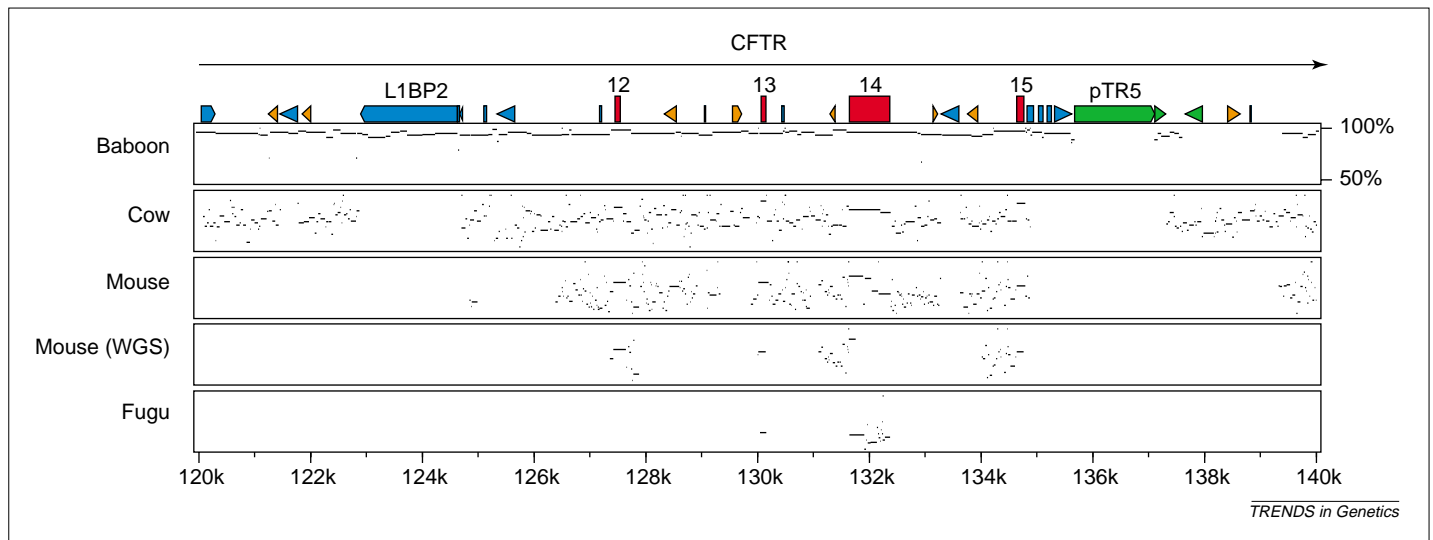 CFTR
L1BP2 12 13 14 15 pTR5
Baboon 100%
50%
Cow
Mouse
Mouse (WGS)
Fugu
120k 122k 124k 126k 128k 130k 132k 134k 136k 138k 140k
TRENDS in Genetics